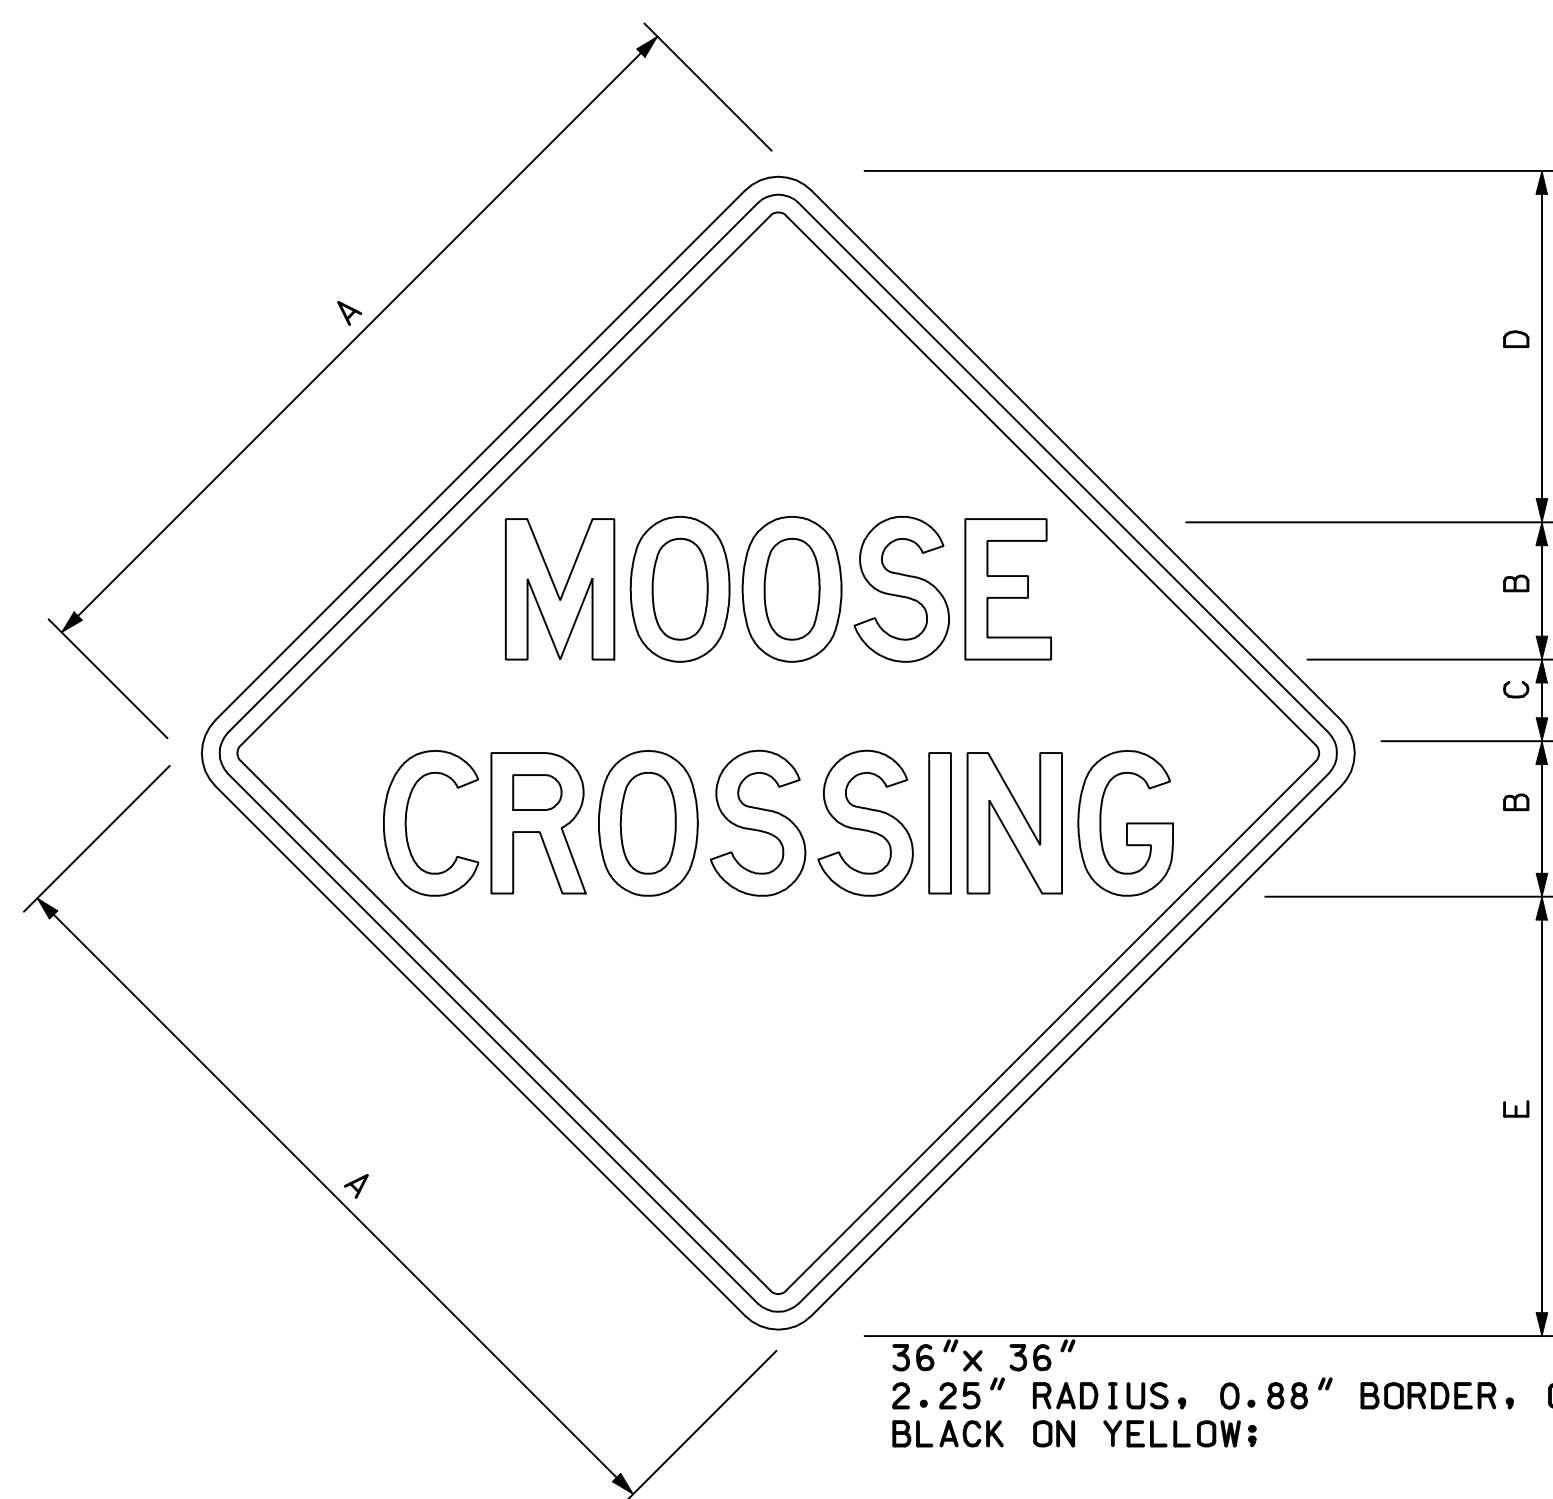 A
D
MOOSE
B
C
CROSSING
B
E
A
36"x 36"
2.25" RADIUS, 0.88" BORDER,
BLACK ON YELLOW;